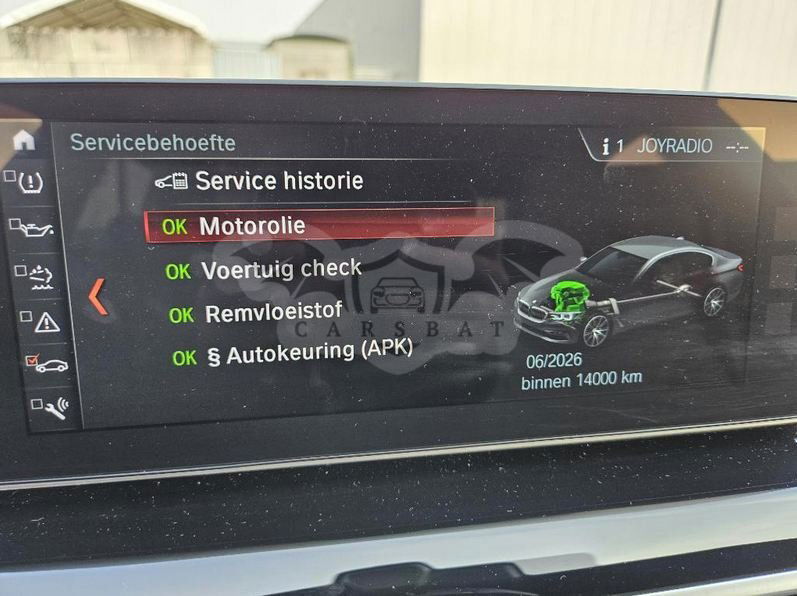 Servicebehoefte
i 1 JOYRADIO --:--
Service historie
OK Motorolie
OK Voertuig check
OK Remvloeistof
CARSBAT
OK § Autokeuring (APK)
06/2026
binnen 14000 km